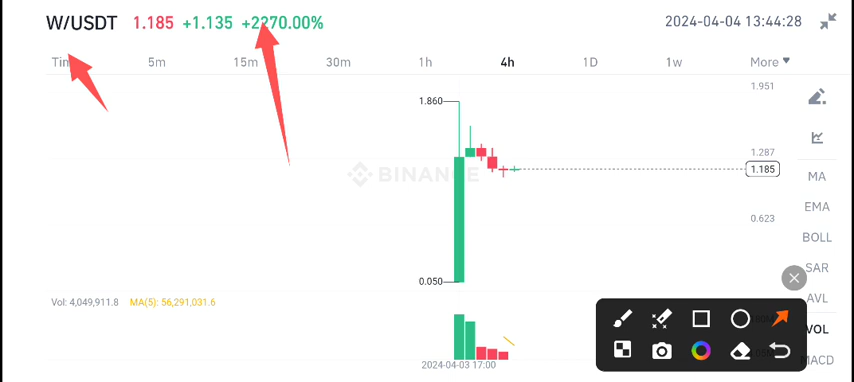 W/USDT 1.185 +1.135 +2270.00% 2024-04-04 13:44:28
Tim 5m 15m 30m 1h 4h 1D 1w More
1.951
1.860
1.287
BINANCE
1.185
MA
EMA
0.623
BOLL
SAR
0.050
AVL
Vol: 4,049,911.8 MA(5): 56,291,031.6
VOL
MACD
2024-04-03 17:00